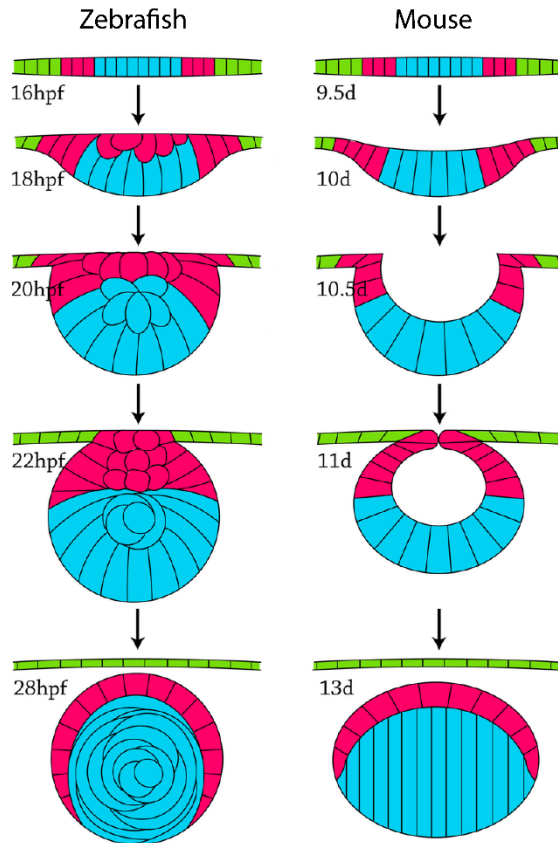 Zebrafish
Mouse
16hpf
9.5d
18hpf
10d
20hpf
10.5d
22hpf
11d
28hpf
13d